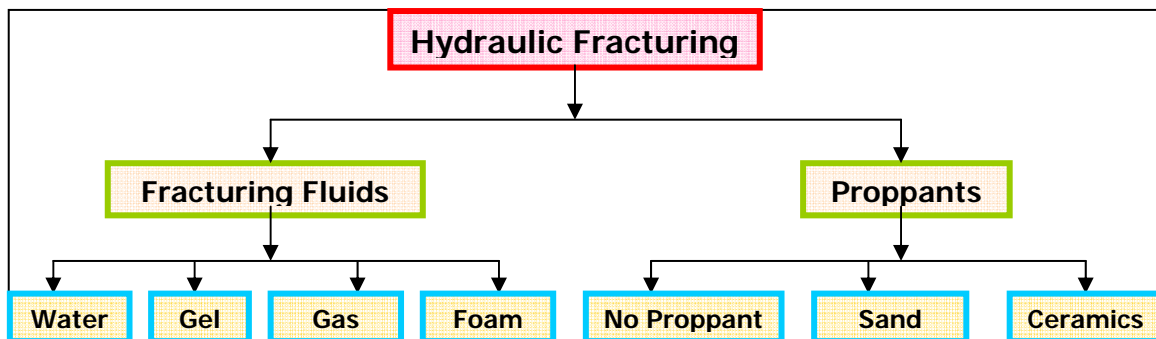 Hydraulic Fracturing
Fracturing Fluids
Proppants
Water
Gel
Gas
Foam
No Proppant
Sand
Ceramics